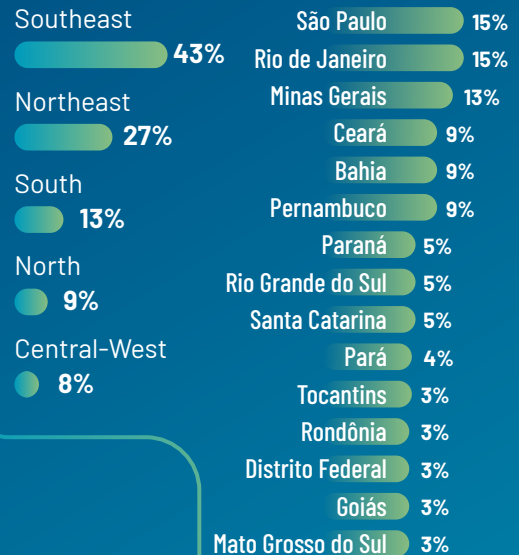 Southeast
43%
Northeast
27%
South
13%
North
9%
Central-West
8%
São Paulo 15%
Rio de Janeiro 15%
Minas Gerais 13%
Ceará 9%
Bahia 9%
Pernambuco 9%
Paraná 5%
Rio Grande do Sul 5%
Santa Catarina 5%
Pará 4%
Tocantins 3%
Rondônia 3%
Distrito Federal 3%
Goiás 3%
Mato Grosso do Sul 3%